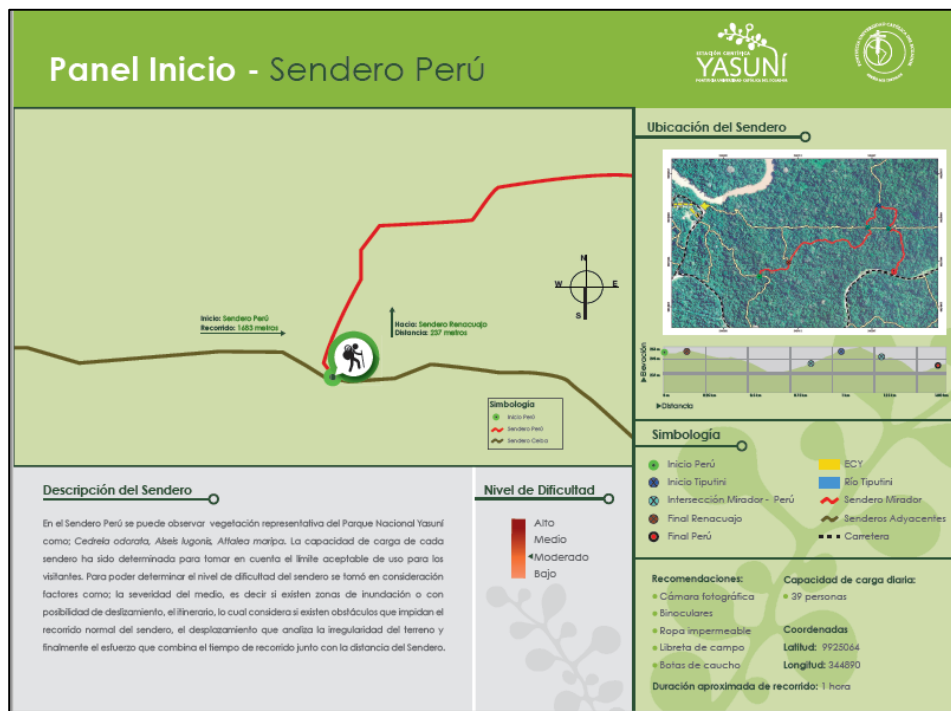 Panel Inicio - Sendero Perú
ESTACIÓN CIENTÍFICA
YASUNÍ
PONTIFICIA UNIVERSIDAD CATÓLICA DEL ECUADOR
Inicio: Sendero Perú
Recorrido: 1683 metros
Hacia: Sendero Renacuajo
Distancia: 237 metros
N
W
E
S
Simbología
Inicio Perú
Sendero Perú
Sendero Ceiba
Ubicación del Sendero
Elevación
Distancia
Simbología
Inicio Perú
Inicio Tiputini
Intersección Mirador - Perú
Final Renacuajo
Final Perú
ECY
Río Tiputini
Sendero Mirador
Senderos Adyacentes
Carretera
Descripción del Sendero
En el Sendero Perú se puede observar vegetación representativa del Parque Nacional Yasuní
como; Cedrela odorata, Alseis lugonis, Attalea maripa. La capacidad de carga de cada
sendero ha sido determinada para tomar en cuenta el límite aceptable de uso para los
visitantes. Para poder determinar el nivel de dificultad del sendero se tomó en consideración
factores como; la severidad del medio, es decir si existen zonas de inundación o con
posibilidad de deslizamiento, el itinerario, lo cual considera si existen obstáculos que impidan el
recorrido normal del sendero, el desplazamiento que analiza la irregularidad del terreno y
finalmente el esfuerzo que combina el tiempo de recorrido junto con la distancia del Sendero.
Nivel de Dificultad
Alto
Medio
Moderado
Bajo
Recomendaciones:
Cámara fotográfica
Binoculares
Ropa impermeable
Libreta de campo
Botas de caucho
Capacidad de carga diaria:
39 personas
Coordenadas
Latitud: 9925064
Longitud: 344890
Duración aproximada de recorrido: 1 hora